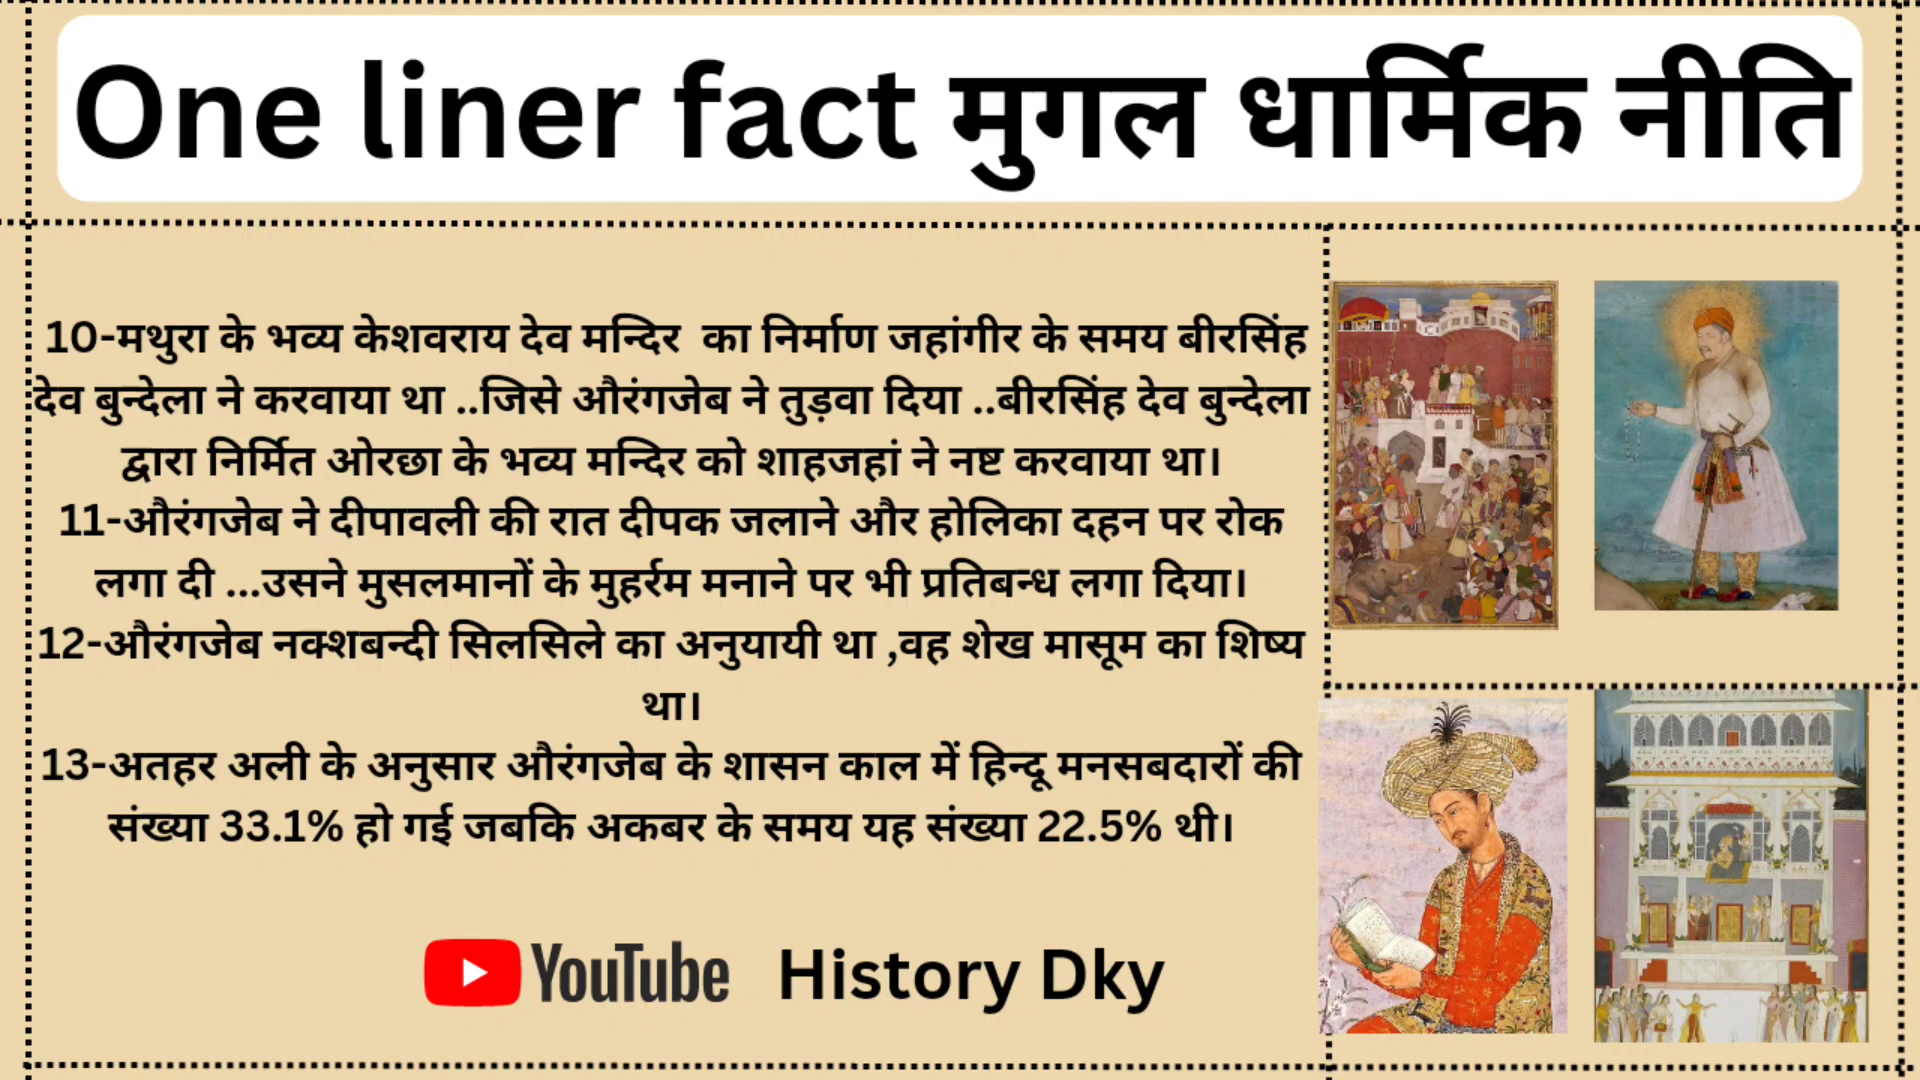 One liner fact मुगल धार्मिक नीति
10-मथुरा के भव्य केशवराय देव मन्दिर का निर्माण जहांगीर के समय बीरसिंह
देव बुन्देला ने करवाया था ..जिसे औरंगजेब ने तुड़वा दिया ..बीरसिंह देव बुन्देला
द्वारा निर्मित ओरछा के भव्य मन्दिर को शाहजहां ने नष्ट करवाया था।
11-औरंगजेब ने दीपावली की रात दीपक जलाने और होलिका दहन पर रोक
लगा दी ...उसने मुसलमानों के मुहर्रम मनाने पर भी प्रतिबन्ध लगा दिया।
12-औरंगजेब नक्शबन्दी सिलसिले का अनुयायी था ,वह शेख मासूम का शिष्य
था।
13-अतहर अली के अनुसार औरंगजेब के शासन काल में हिन्दू मनसबदारों की
संख्या 33.1% हो गई जबकि अकबर के समय यह संख्या 22.5% थी।
YouTube History Dky